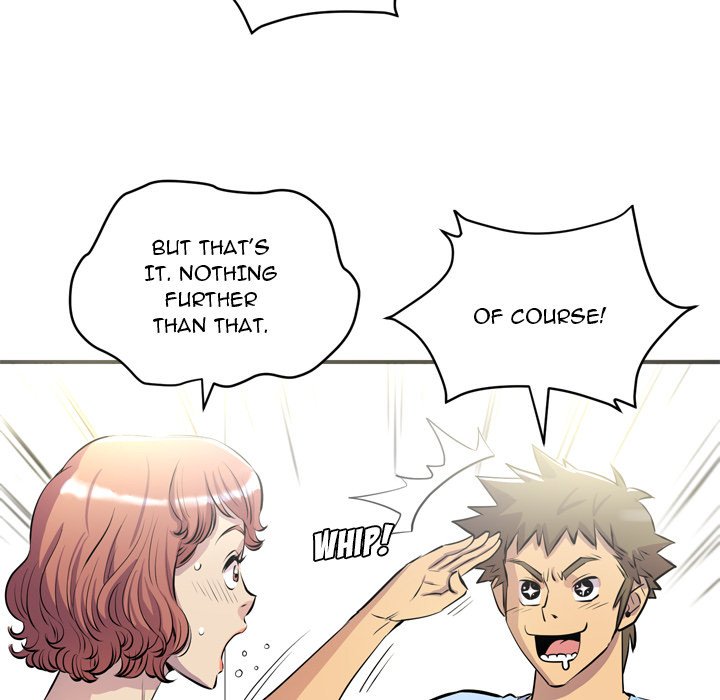 BUT THAT'S
IT. NOTHING
FURTHER
THAN THAT.
OF COURSE!
WHIP!